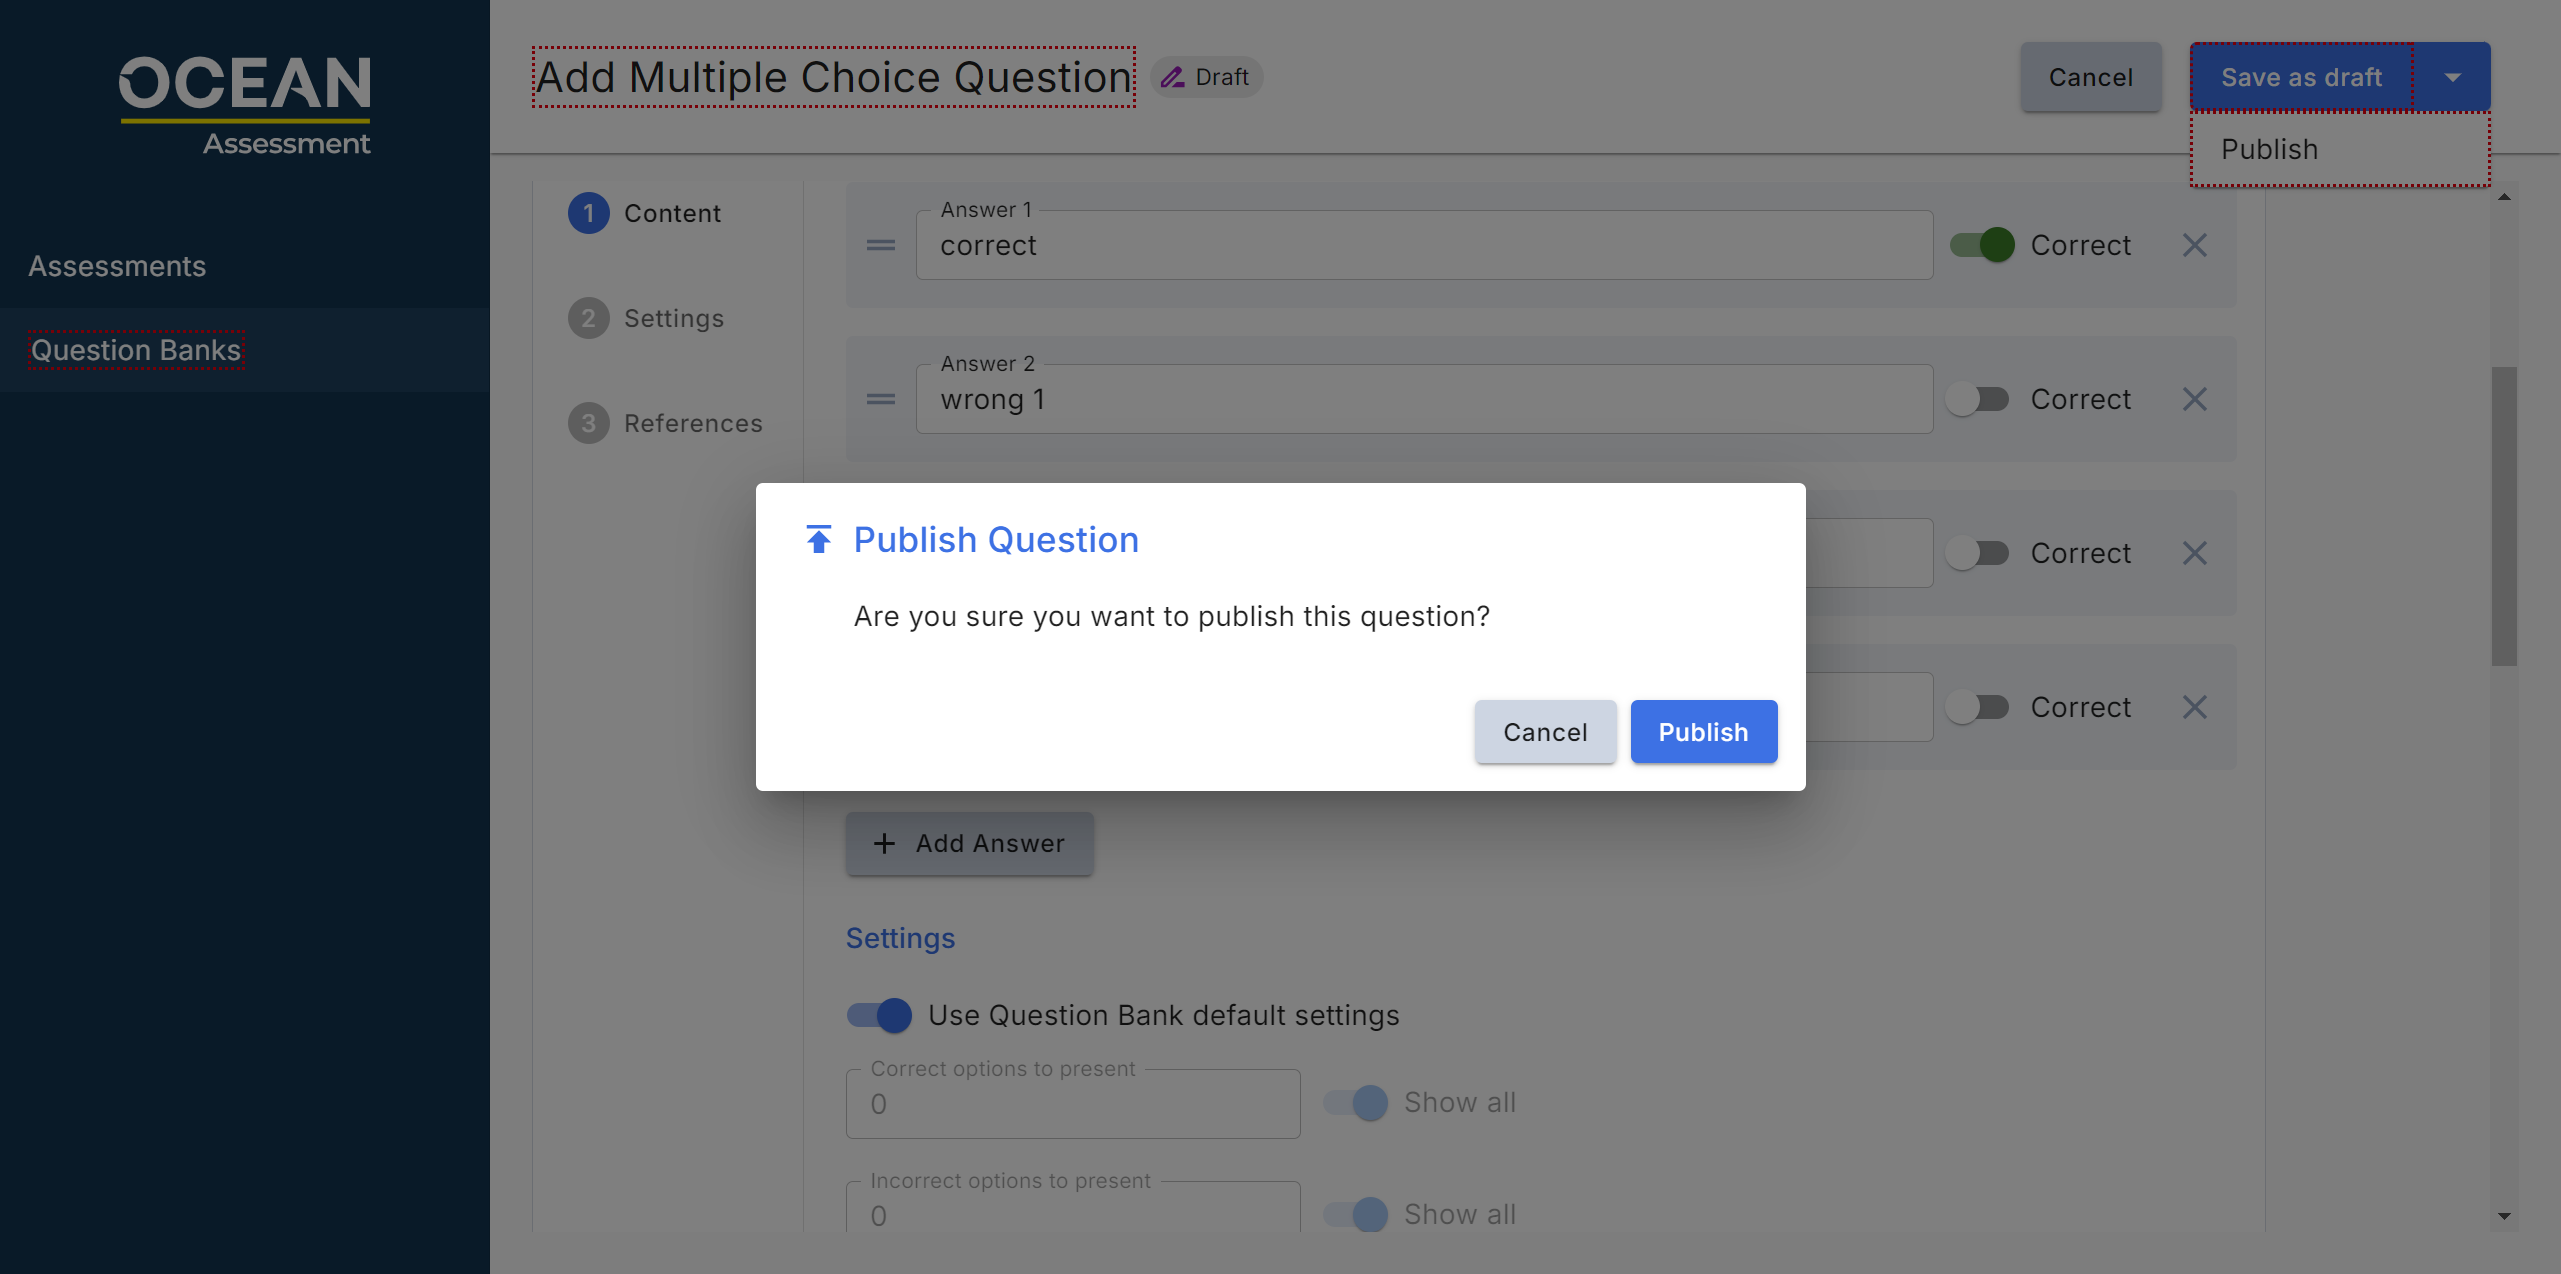 OCEAN
Assessment
Assessments
Question Banks
Add Multiple Choice Question
Draft
Cancel
Save as draft
Publish
1 Content
2 Settings
3 References
Answer 1
correct
Correct
Answer 2
wrong 1
Correct
Correct
Correct
Publish Question
Are you sure you want to publish this question?
Cancel
Publish
+ Add Answer
Settings
Use Question Bank default settings
Correct options to present
0
Show all
Incorrect options to present
0
Show all